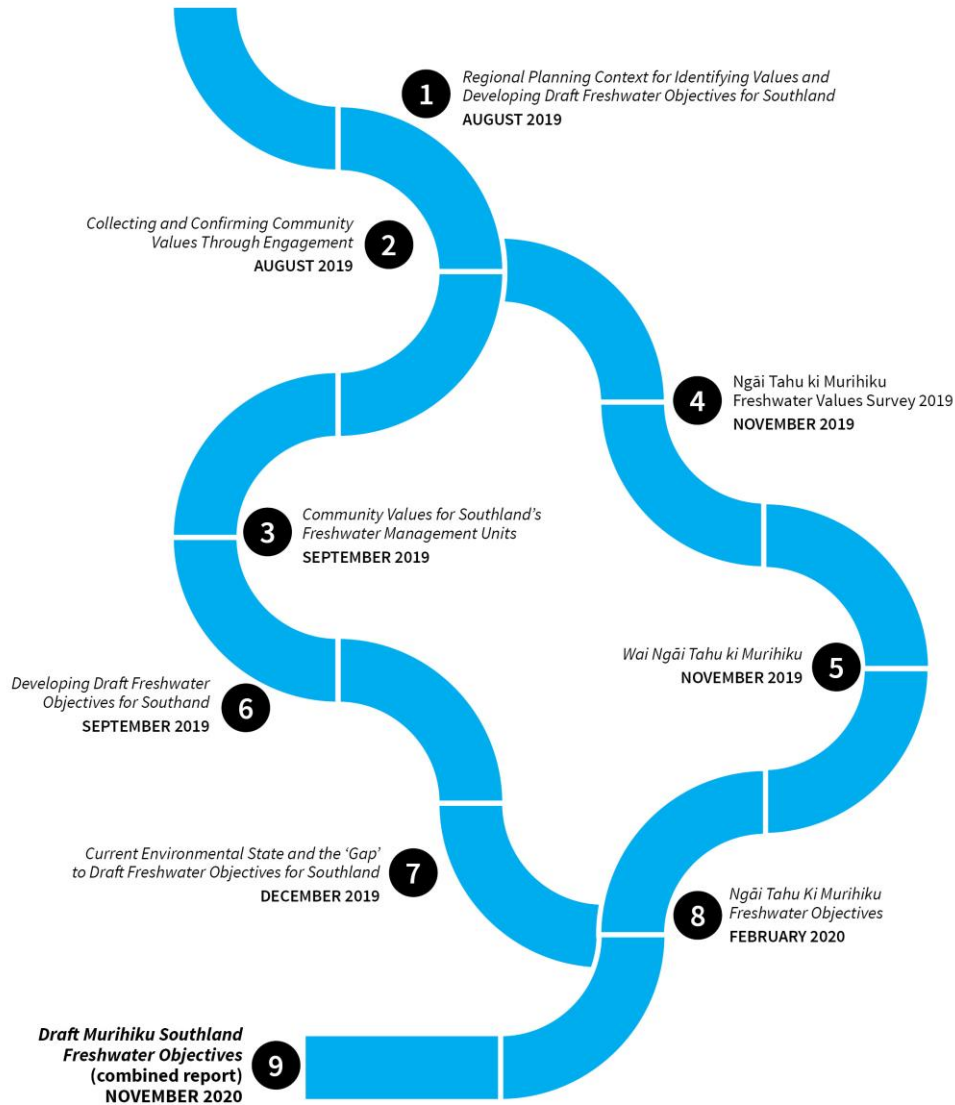 1
Regional Planning Context for Identifying Values and
Developing Draft Freshwater Objectives for Southland
AUGUST 2019
Collecting and Confirming Community
Values Through Engagement
AUGUST 2019
2
3
Community Values for Southland’s
Freshwater Management Units
SEPTEMBER 2019
4
Ngāi Tahu ki Murihiku
Freshwater Values Survey 2019
NOVEMBER 2019
Wai Ngāi Tahu ki Murihiku
NOVEMBER 2019
5
Developing Draft Freshwater
Objectives for Southand
SEPTEMBER 2019
6
Current Environmental State and the ‘Gap’
to Draft Freshwater Objectives for Southland
DECEMBER 2019
7
8
Ngāi Tahu Ki Murihiku
Freshwater Objectives
FEBRUARY 2020
Draft Murihiku Southland
Freshwater Objectives
(combined report)
NOVEMBER 2020
9